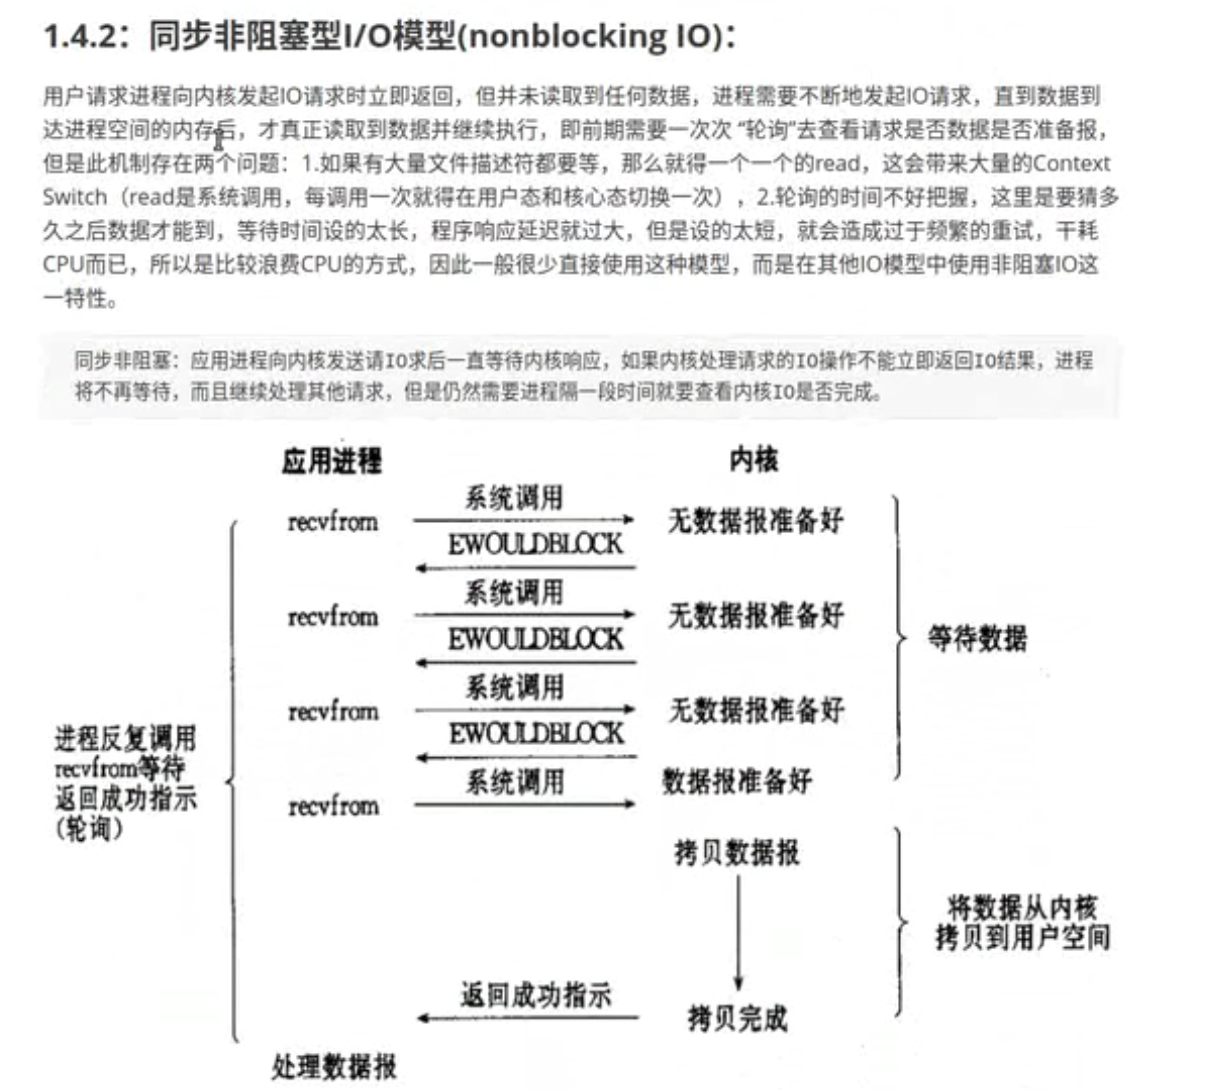 1.4.2：同步非阻塞型I/O模型(nonblocking IO)：
用户请求进程向内核发起IO请求时立即返回，但并未读取到任何数据，进程需要不断地发起IO请求，直到数据到
达进程空间的内存后，才真正读取到数据并继续执行，即前期需要一次次 “轮询”去查看请求是否数据是否准备报，
但是此机制存在两个问题：1.如果有大量文件描述符都要等，那么就得一个一个的read，这会带来大量的Context
Switch（read是系统调用，每调用一次就得在用户态和核心态切换一次），2.轮询的时间不好把握，这里是要猜多
久之后数据才能到，等待时间设的太长，程序响应延迟就过大，但是设的太短，就会造成过于频繁的重试，干耗
CPU而已，所以是比较浪费CPU的方式，因此一般很少直接使用这种模型，而是在其他IO模型中使用非阻塞IO这
一特性。
同步非阻塞：应用进程向内核发送请IO求后一直等待内核响应，如果内核处理请求的IO操作不能立即返回IO结果，进程
将不再等待，而且继续处理其他请求，但是仍然需要进程隔一段时间就要查看内核IO是否完成。
应用进程
内核
recvfrom
系统调用
无数据报准备好
EWOULDBLOCK
recvfrom
系统调用
无数据报准备好
EWOULDBLOCK
等待数据
recvfrom
系统调用
无数据报准备好
EWOULDBLOCK
进程反复调用
recvfrom等待
返回成功指示
(轮询)
recvfrom
系统调用
数据报准备好
拷贝数据报
将数据从内核
拷贝到用户空间
返回成功指示
拷贝完成
处理数据报